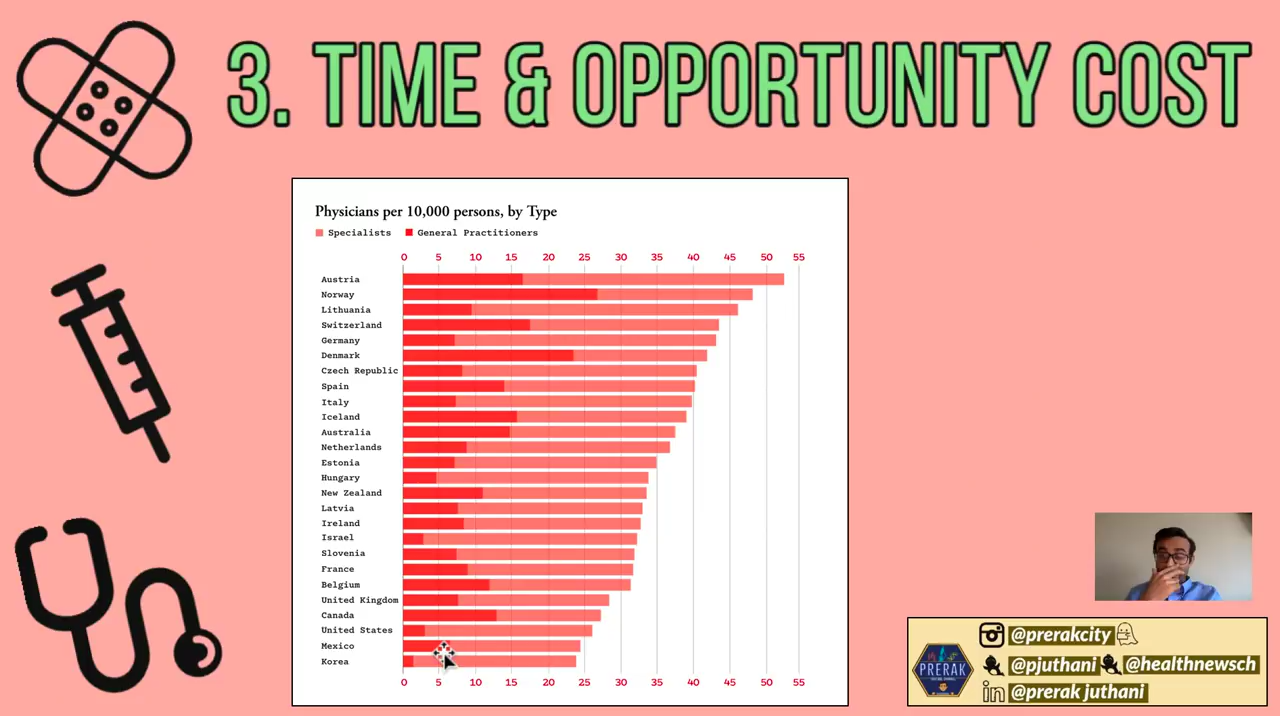 3. TIME & OPPORTUNITY COST
Physicians per 10,000 persons, by Type
Specialists General Practitioners
0 5 10 15 20 25 30 35 40 45 50 55
Austria
Norway
Lithuania
Switzerland
Germany
Denmark
Czech Republic
Spain
Italy
Iceland
Australia
Netherlands
Estonia
Hungary
New Zealand
Latvia
Ireland
Israel
Slovenia
France
Belgium
United Kingdom
Canada
United States
Mexico
Korea
0 5 10 15 20 25 30 35 40 45 50 55
@prerakcity
@pjuthani @healthnewsch
in @prerak juthani
PRERAK